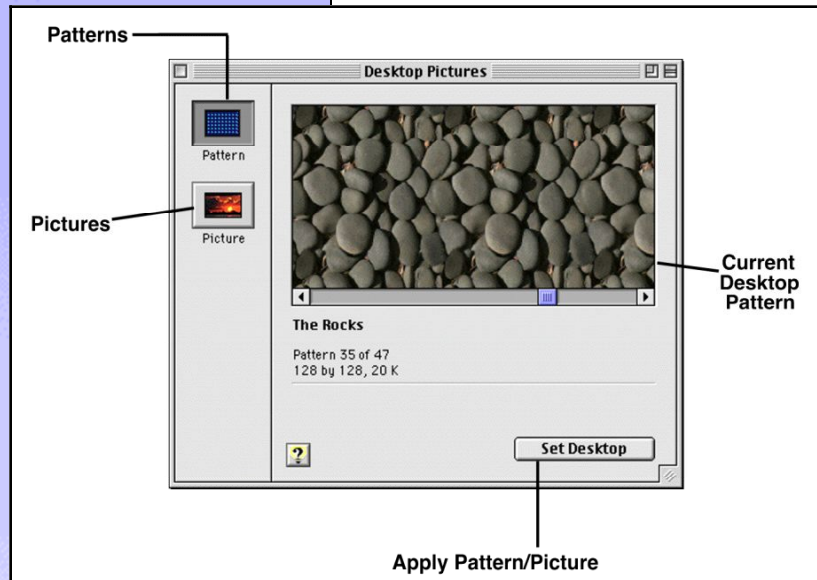 Patterns
Desktop Pictures
Pattern
Pictures
Picture
Current
Desktop
Pattern
The Rocks
Pattern 35 of 47
128 by 128, 20 K
?
Set Desktop
Apply Pattern/Picture